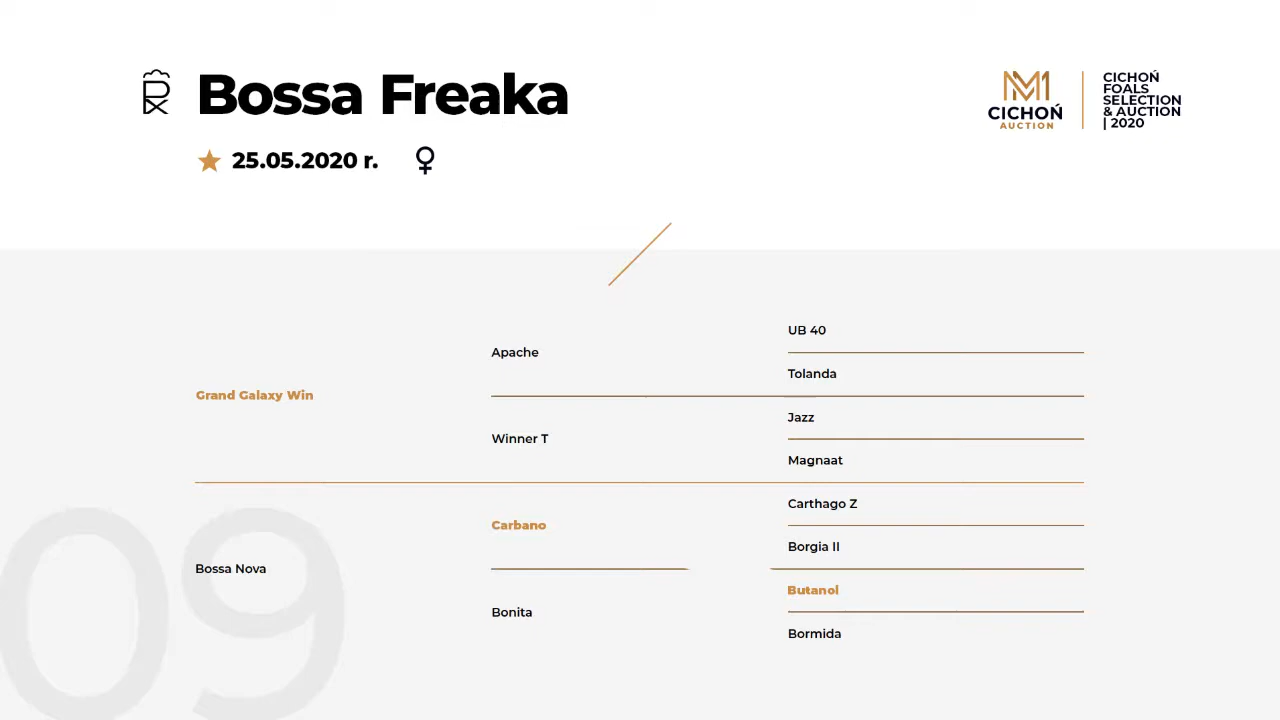 Bossa Freaka
25.05.2020 r.
CICHOŃ
AUCTION
CICHOŃ
FOALS
SELECTION
& AUCTION
| 2020
Grand Galaxy Win
Apache
UB 40
Tolanda
Winner T
Jazz
Magnaat
Bossa Nova
Carbano
Carthago Z
Borgia II
Bonita
Butanol
Bormida
09